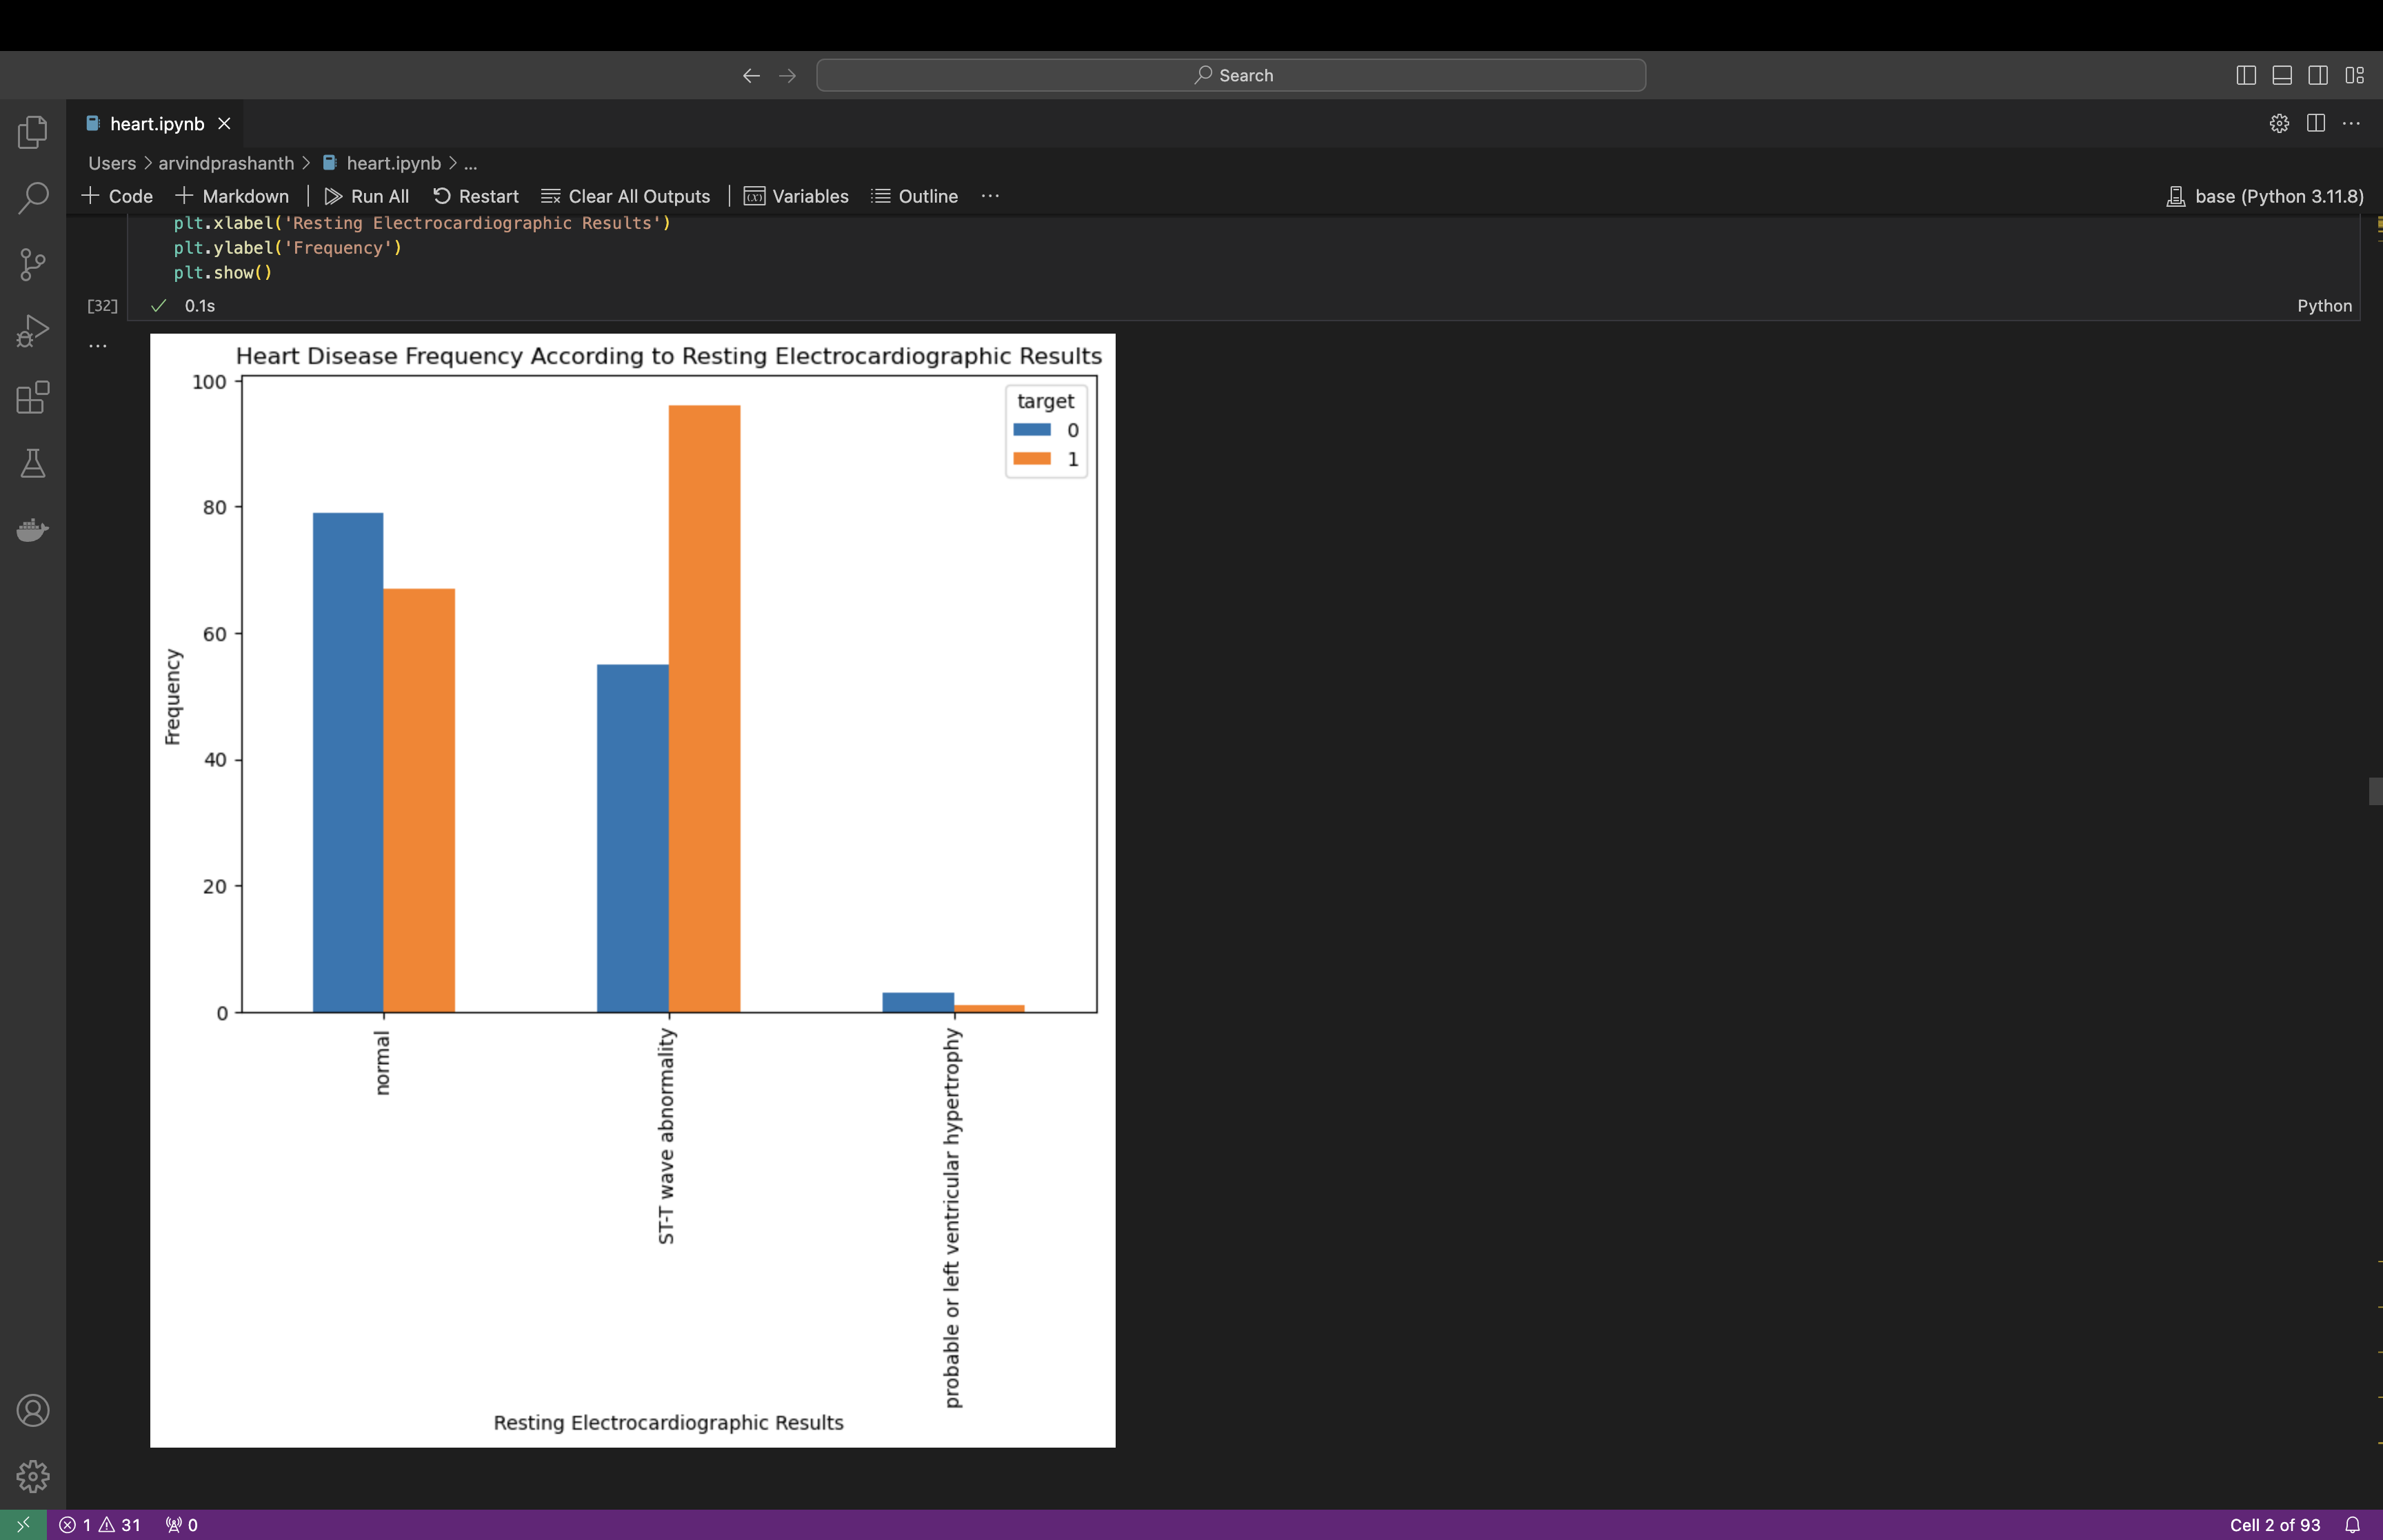 Search
heart.ipynb
Users > arvindprashanth > heart.ipynb > ...
Code Markdown Run All Restart Clear All Outputs Variables Outline ... base (Python 3.11.8)
plt.xlabel('Resting Electrocardiographic Results')
plt.ylabel('Frequency')
plt.show()
[32] 0.1s Python
...
Heart Disease Frequency According to Resting Electrocardiographic Results
target
0
1
100
80
60
40
20
0
Frequency
normal
ST-T wave abnormality
probable or left ventricular hypertrophy
Resting Electrocardiographic Results
1 31 0 Cell 2 of 93